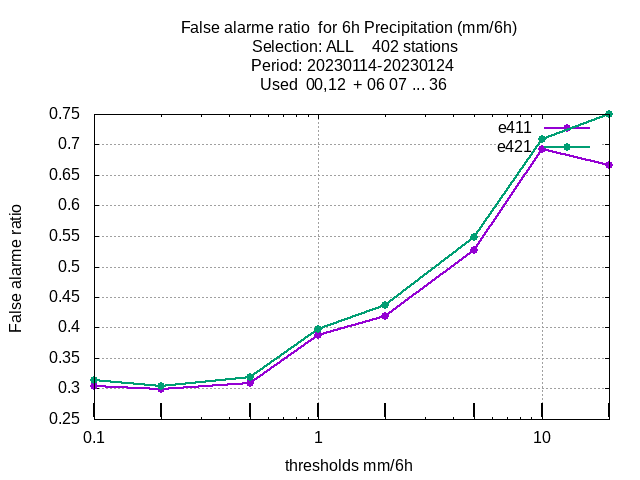 False alarme ratio  for 6h Precipitation (mm/6h)
Selection: ALL    402 stations
Period: 20230114-20230124
Used  00,12  + 06 07 ... 36
0.75
0.7
0.65
0.6
0.55
0.5
0.45
0.4
0.35
0.3
0.25
False alarme ratio
e411
e421
0.1
1
10
thresholds mm/6h